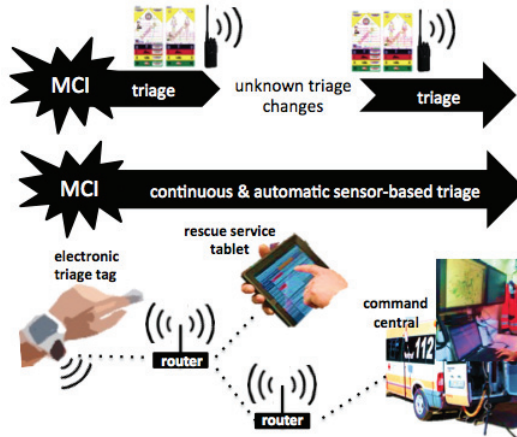 MCI
triage
unknown triage
changes
triage
MCI
continuous & automatic sensor-based triage
electronic
triage tag
rescue service
tablet
command
central
112
router
router